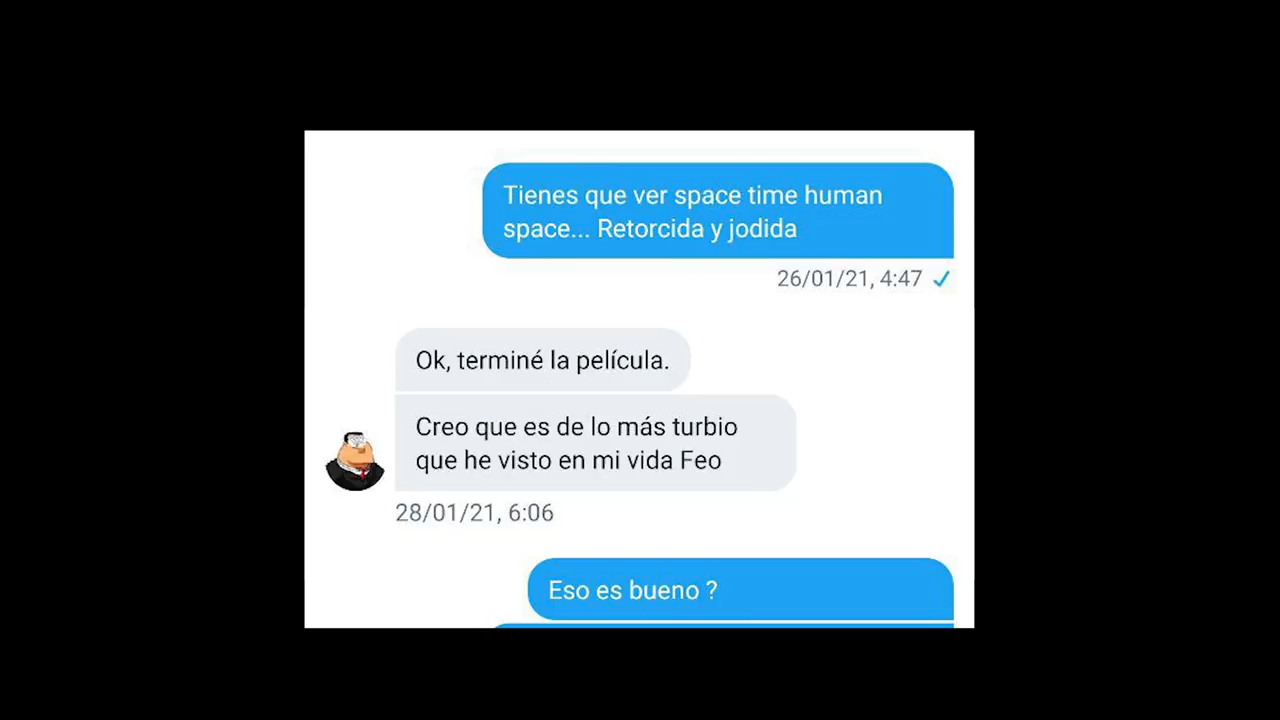 Tienes que ver space time human
space... Retorcida y jodida
26/01/21, 4:47
Ok, terminé la película.
Creo que es de lo más turbio
que he visto en mi vida Feo
28/01/21, 6:06
Eso es bueno ?